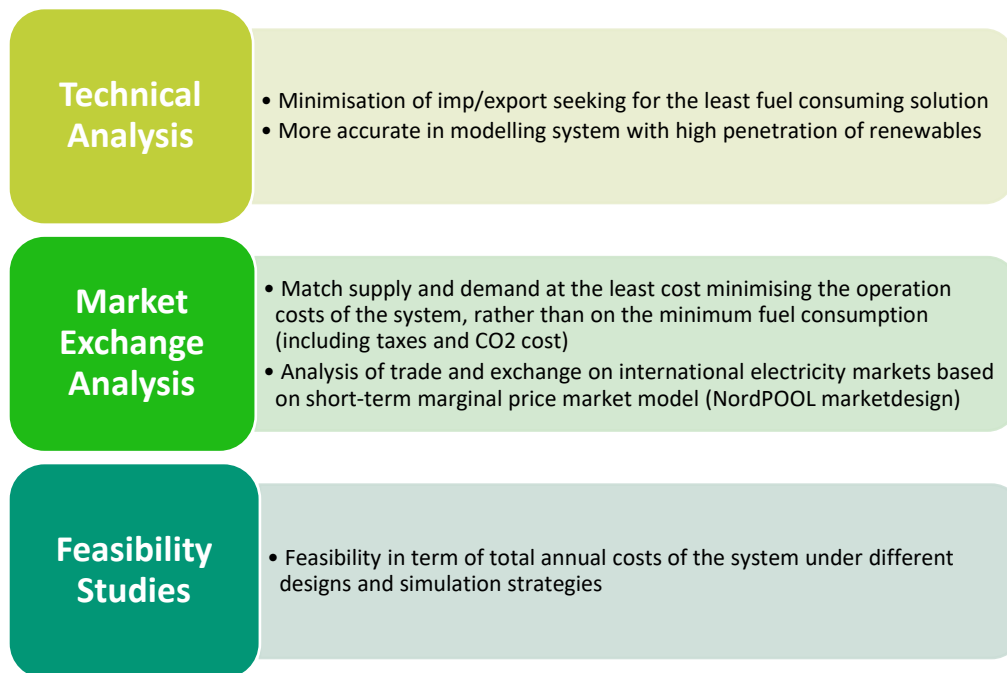 Technical
Analysis
• Minimisation of imp/export seeking for the least fuel consuming solution
• More accurate in modelling system with high penetration of renewables
Market
Exchange
Analysis
• Match supply and demand at the least cost minimising the operation
costs of the system, rather than on the minimum fuel consumption
(including taxes and CO2 cost)
• Analysis of trade and exchange on international electricity markets based
on short-term marginal price market model (NordPOOL marketdesign)
Feasibility
Studies
• Feasibility in term of total annual costs of the system under different
designs and simulation strategies